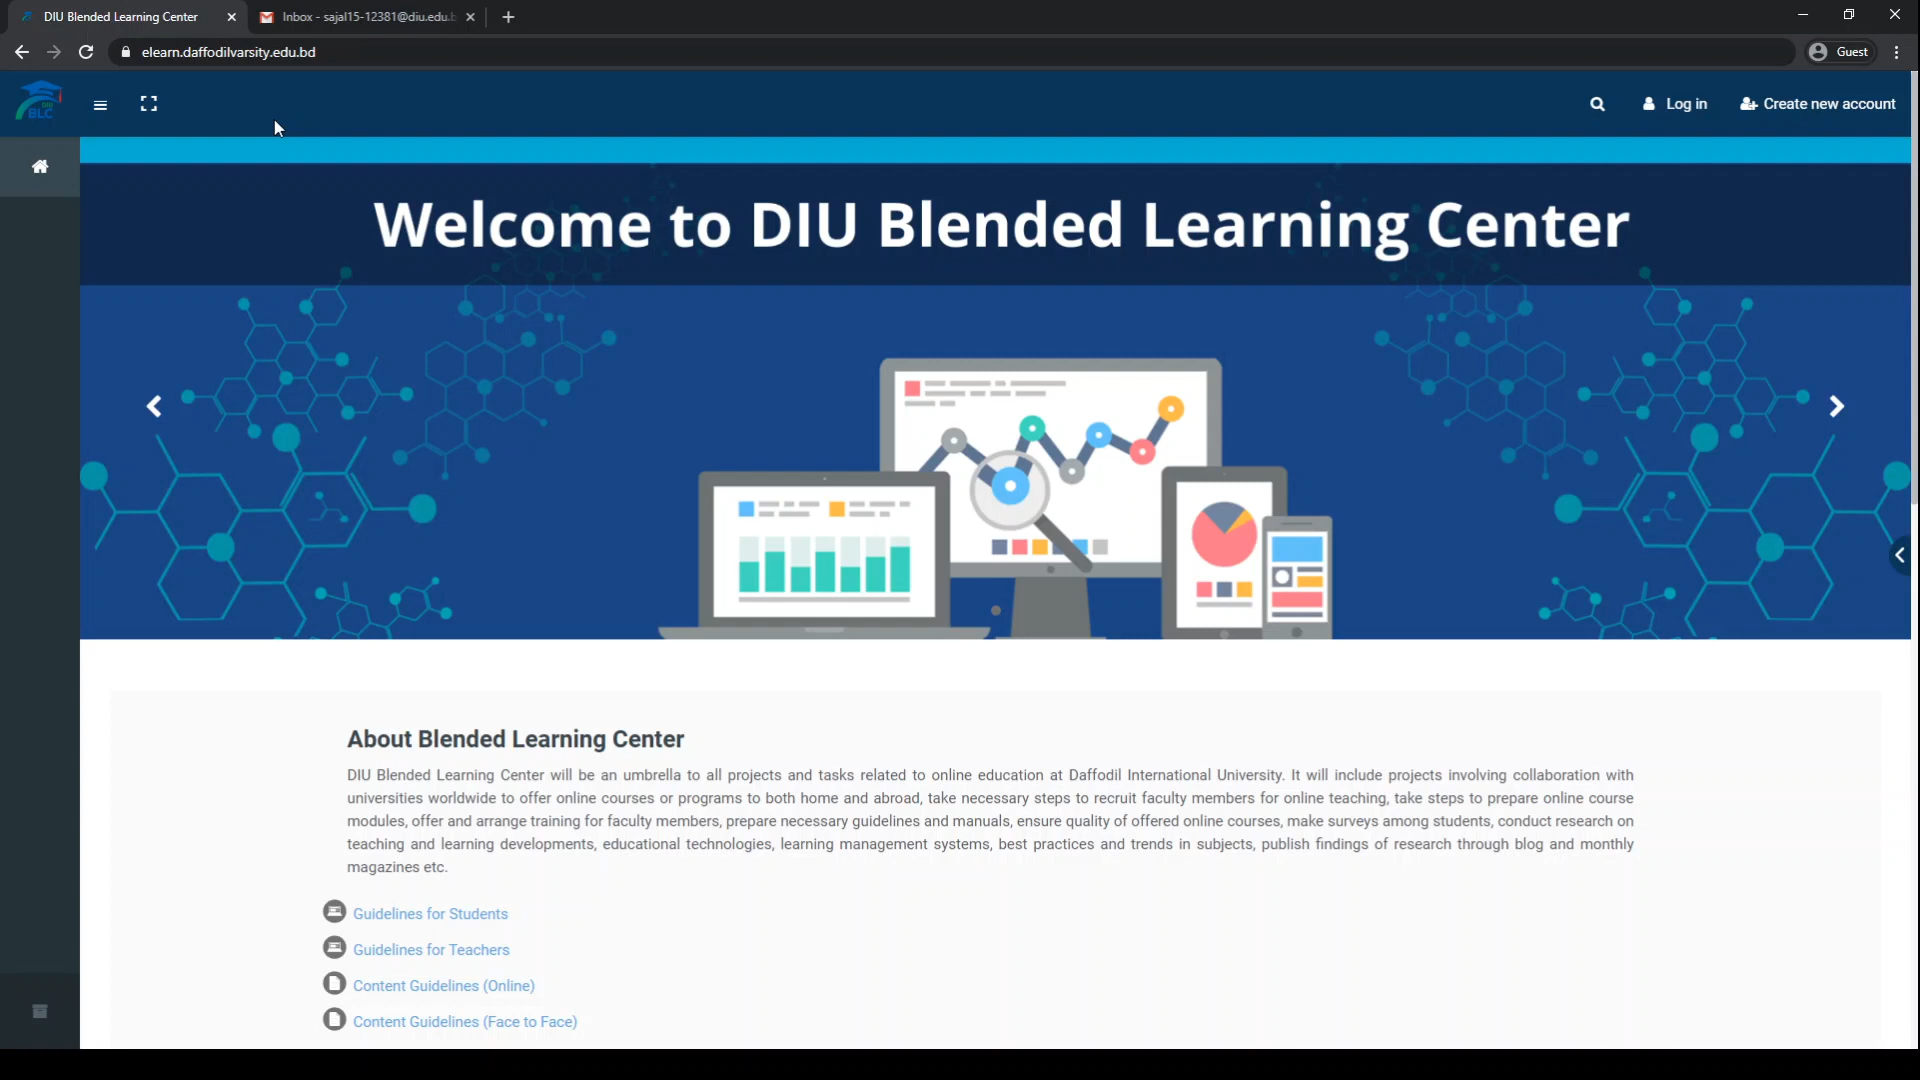 DIU Blended Learning Center
Inbox - sajal15-12381@diu.edu.b
elearn.daffodilvarsity.edu.bd
Guest
DIU
BLC
Log in
Create new account
Welcome to DIU Blended Learning Center
About Blended Learning Center
DIU Blended Learning Center will be an umbrella to all projects and tasks related to online education at Daffodil International University. It will include projects involving collaboration with
universities worldwide to offer online courses or programs to both home and abroad, take necessary steps to recruit faculty members for online teaching, take steps to prepare online course
modules, offer and arrange training for faculty members, prepare necessary guidelines and manuals, ensure quality of offered online courses, make surveys among students, conduct research on
teaching and learning developments, educational technologies, learning management systems, best practices and trends in subjects, publish findings of research through blog and monthly
magazines etc.
Guidelines for Students
Guidelines for Teachers
Content Guidelines (Online)
Content Guidelines (Face to Face)